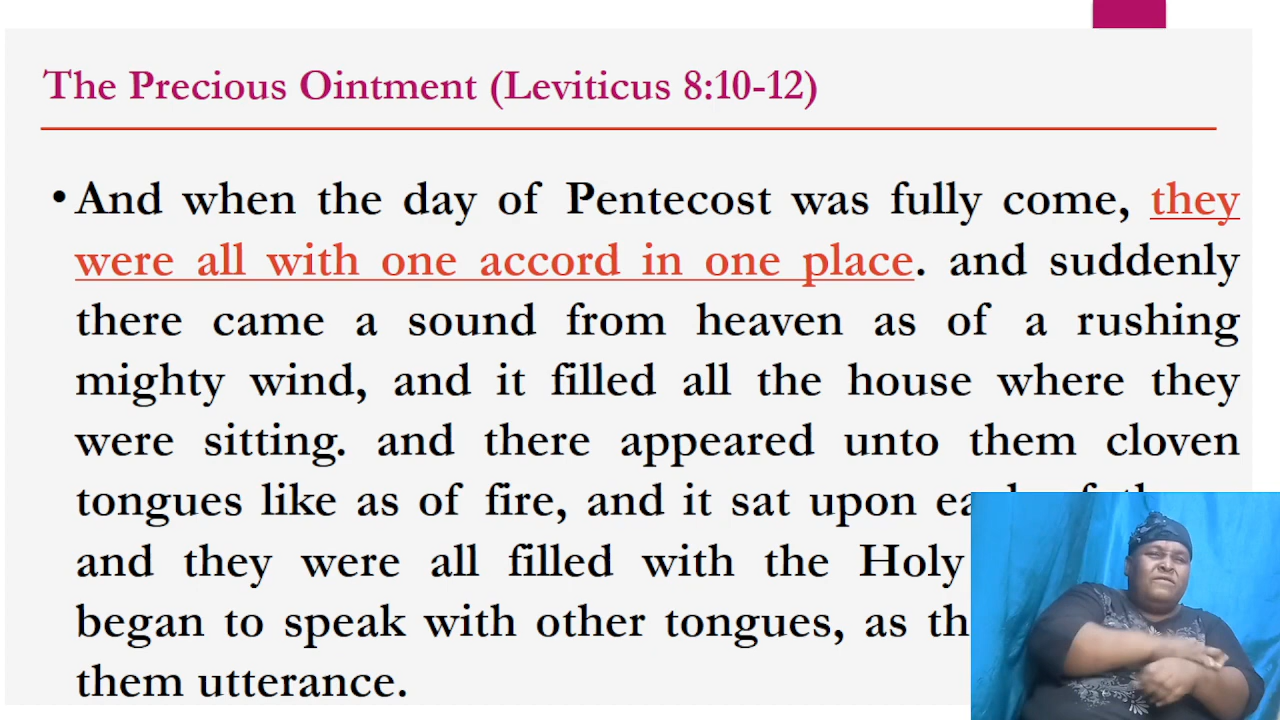 The Precious Ointment (Leviticus 8:10-12)
•And when the day of Pentecost was fully come, they
were all with one accord in one place. and suddenly
there came a sound from heaven as of a rushing
mighty wind, and it filled all the house where they
were sitting. and there appeared unto them cloven
tongues like as of fire, and it sat upon
and they were all filled with the Holy
began to speak with other tongues, as
them utterance.